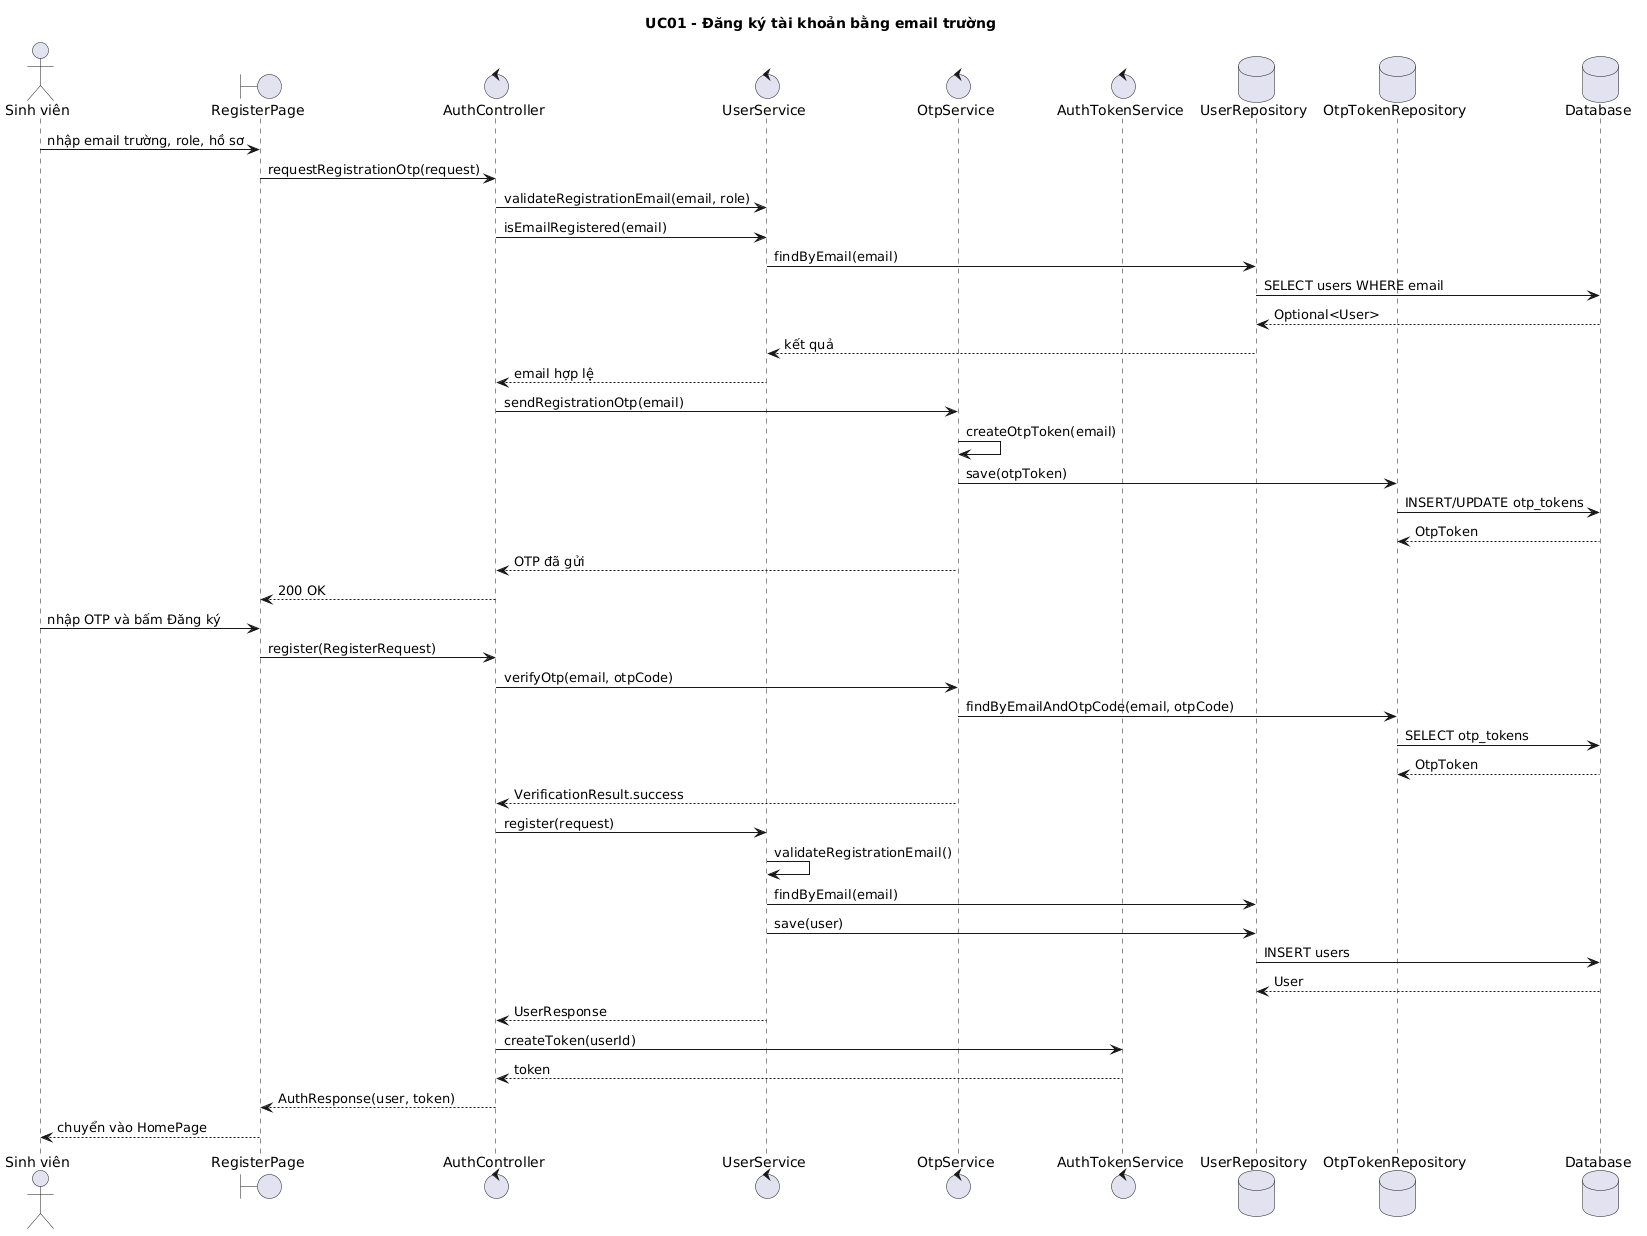 UC01 - Đăng ký tài khoản bằng email trường
Sinh viên
RegisterPage
AuthController
UserService
OtpService
AuthTokenService
UserRepository
OtpTokenRepository
Database
nhập email trường, role, hồ sơ
requestRegistrationOtp(request)
validateRegistrationEmail(email, role)
isEmailRegistered(email)
findByEmail(email)
SELECT users WHERE email
Optional<User>
kết quả
email hợp lệ
sendRegistrationOtp(email)
createOtpToken(email)
save(otpToken)
INSERT/UPDATE otp_tokens
OtpToken
OTP đã gửi
200 OK
nhập OTP và bấm Đăng ký
register(RegisterRequest)
verifyOtp(email, otpCode)
findByEmailAndOtpCode(email, otpCode)
SELECT otp_tokens
OtpToken
VerificationResult.success
register(request)
validateRegistrationEmail()
findByEmail(email)
save(user)
INSERT users
User
UserResponse
createToken(userId)
token
AuthResponse(user, token)
chuyển vào HomePage
Sinh viên
RegisterPage
AuthController
UserService
OtpService
AuthTokenService
UserRepository
OtpTokenRepository
Database